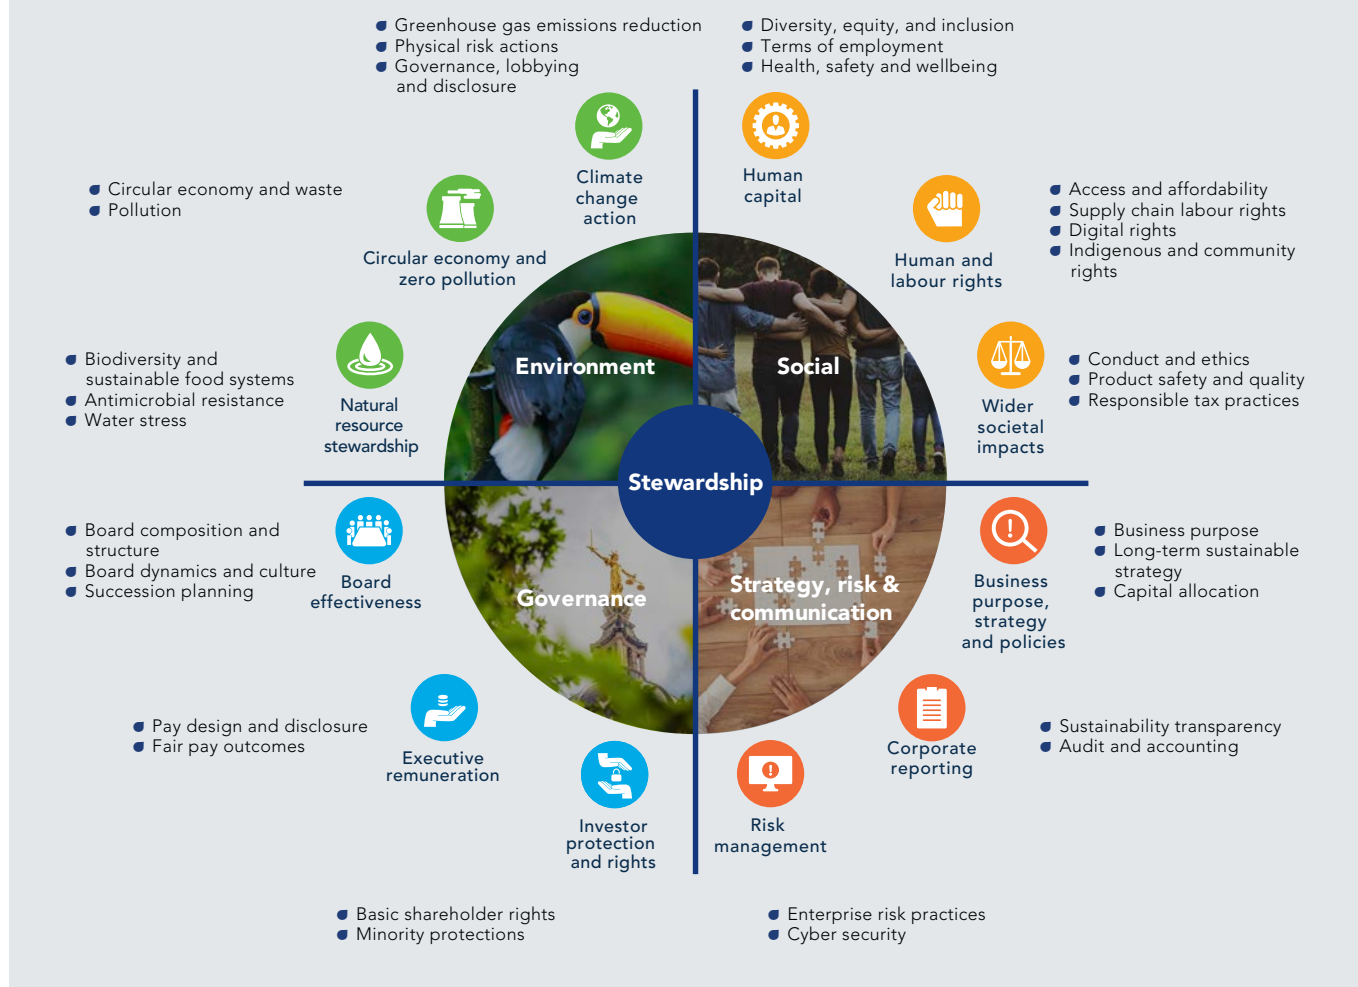 Greenhouse gas emissions reduction
Physical risk actions
Governance, lobbying
and disclosure
Climate
change
action
Circular economy and waste
Pollution
Circular economy and
zero pollution
Biodiversity and
sustainable food systems
Antimicrobial resistance
Water stress
Natural
resource
stewardship
Environment
Diversity, equity, and inclusion
Terms of employment
Health, safety and wellbeing
Human
capital
Access and affordability
Supply chain labour rights
Digital rights
Indigenous and community
rights
Human and
labour rights
Conduct and ethics
Product safety and quality
Responsible tax practices
Wider
societal
impacts
Social
Stewardship
Board composition and
structure
Board dynamics and culture
Succession planning
Board
effectiveness
Governance
Pay design and disclosure
Fair pay outcomes
Executive
remuneration
Investor
protection
and rights
Basic shareholder rights
Minority protections
Strategy, risk &
communication
Business purpose
Long-term sustainable
strategy
Capital allocation
Business
purpose,
strategy
and policies
Sustainability transparency
Audit and accounting
Corporate
reporting
Risk
management
Enterprise risk practices
Cyber security